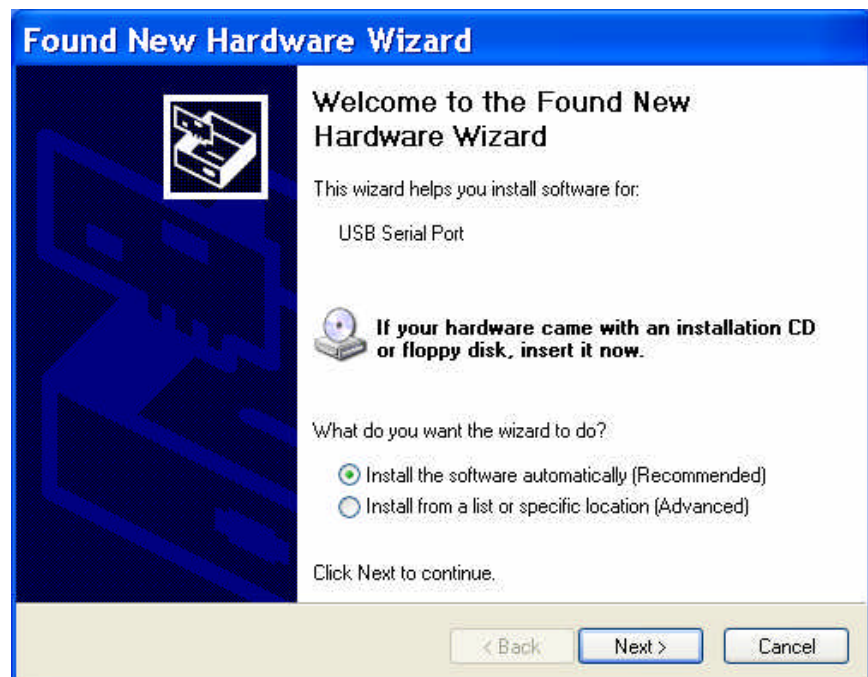 Found New Hardware Wizard
Welcome to the Found New
Hardware Wizard
This wizard helps you install software for:
USB Serial Port
If your hardware came with an installation CD
or floppy disk, insert it now.
What do you want the wizard to do?
Install the software automatically (Recommended)
Install from a list or specific location (Advanced)
Click Next to continue.
< Back Next > Cancel